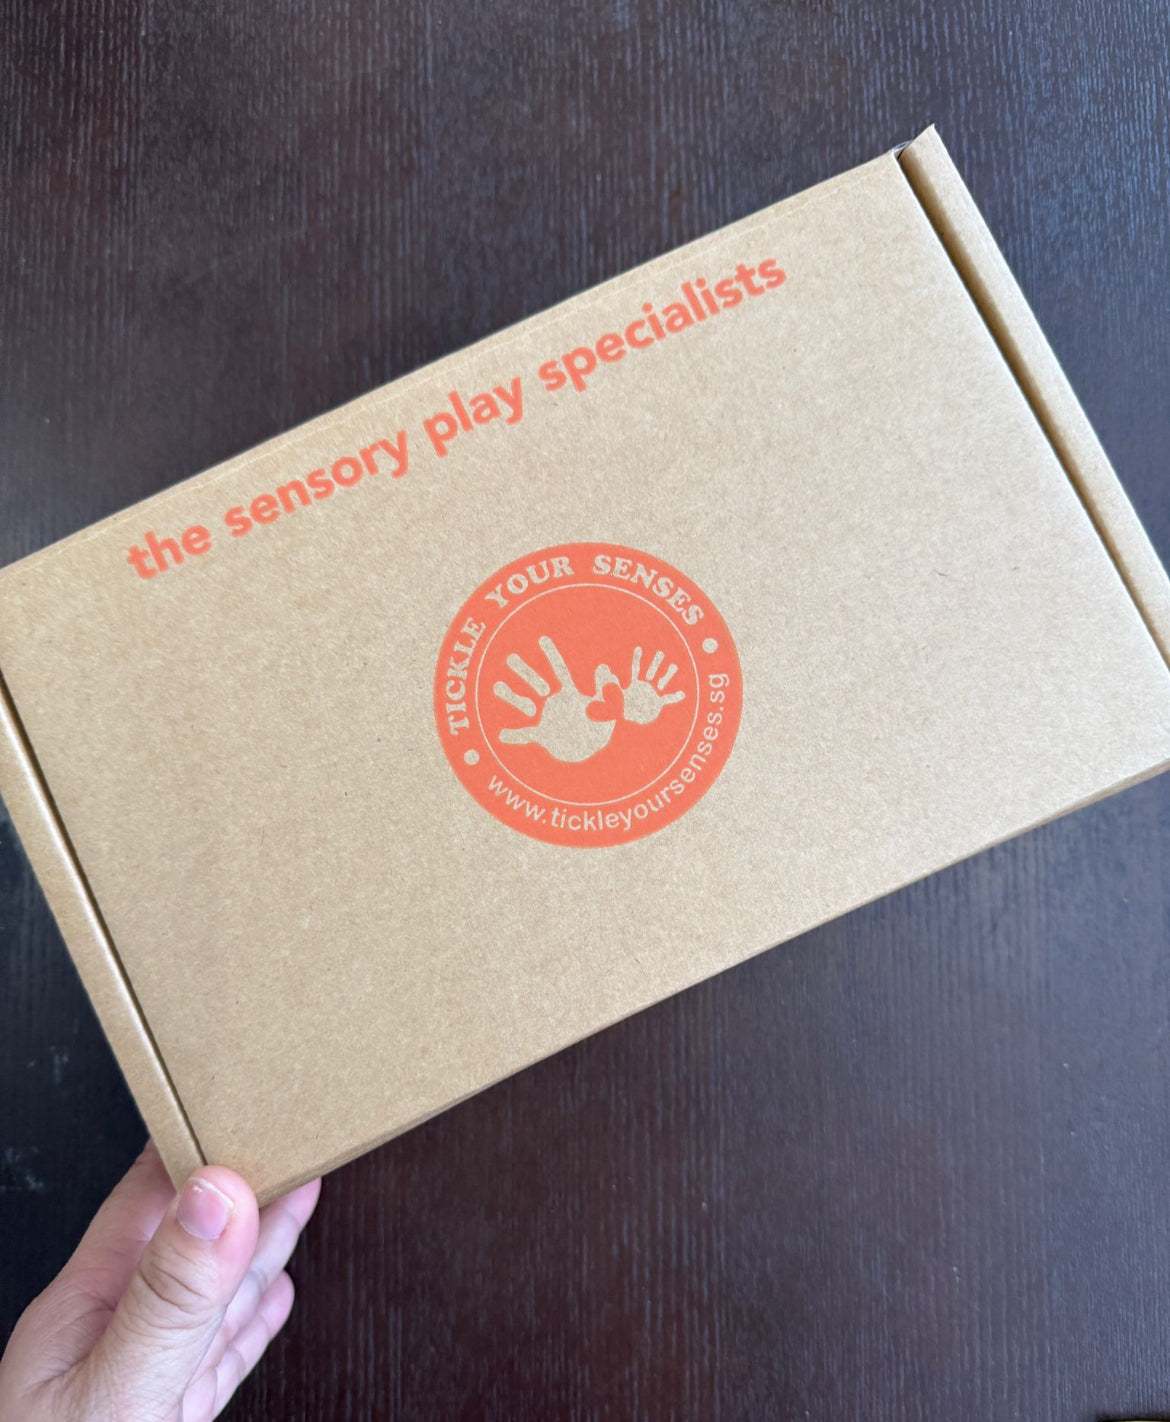 the sensory play specialists
TICKLE YOUR SENSES
www.tickleyoursenses.sg